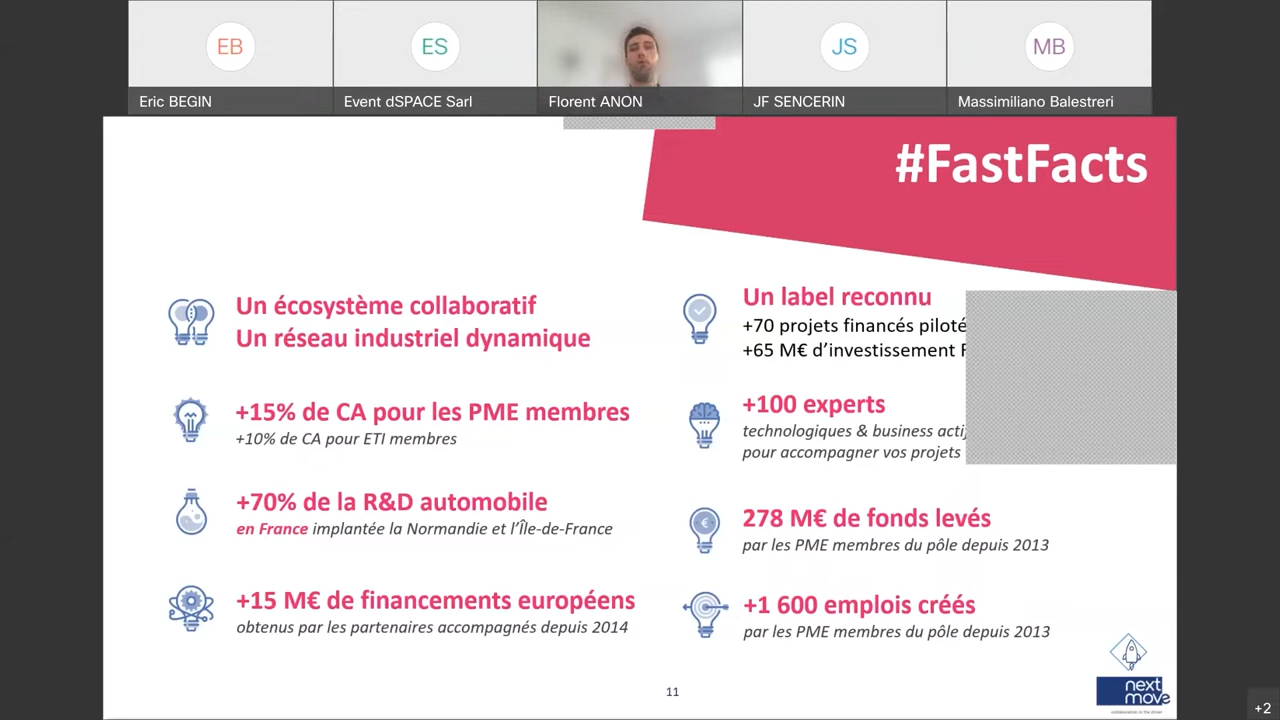 EB
ES
JS
MB
Eric BEGIN
Event dSPACE Sarl
Florent ANON
JF SENCERIN
Massimiliano Balestreri
#FastFacts
Un écosystème collaboratif
Un réseau industriel dynamique
+15% de CA pour les PME membres
+10% de CA pour ETI membres
+70% de la R&D automobile
en France implantée la Normandie et l'Île-de-France
+15 M€ de financements européens
obtenus par les partenaires accompagnés depuis 2014
Un label reconnu
+70 projets financés
+65 M€ d'investissement
+100 experts
technologiques & business
pour accompagner vos projets
278 M€ de fonds levés
par les PME membres du pôle depuis 2013
+1 600 emplois créés
par les PME membres du pôle depuis 2013
11
next
move
+2